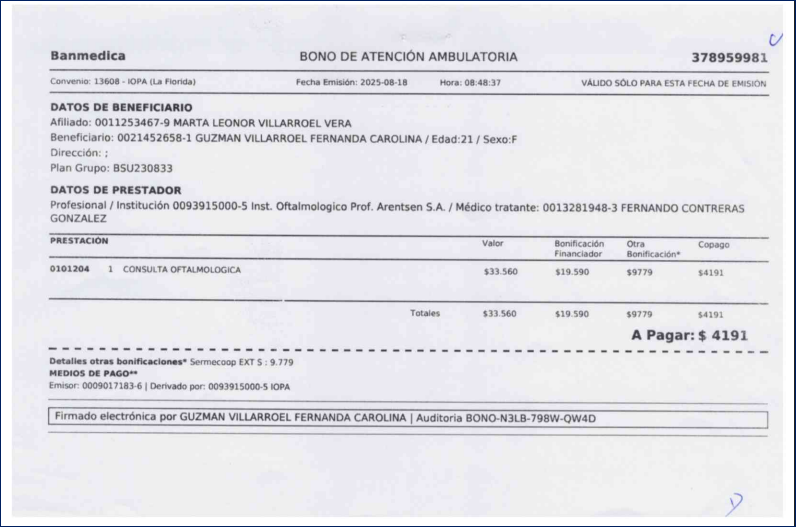 Banmedica BONO DE ATENCIÓN AMBULATORIA 378959981
Convenio: 13608 - IOPA (La Florida) Fecha Emisión: 2025-08-18 Hora: 08:48:37 VÁLIDO SÓLO PARA ESTA FECHA DE EMISIÓN
DATOS DE BENEFICIARIO
Afiliado: 0011253467-9 MARTA LEONOR VILLARROEL VERA
Beneficiario: 0021452658-1 GUZMAN VILLARROEL FERNANDA CAROLINA / Edad:21 / Sexo:F
Dirección: ;
Plan Grupo: BSU230833
DATOS DE PRESTADOR
Profesional / Institución 0093915000-5 Inst. Oftalmologico Prof. Arentsen S.A. / Médico tratante: 0013281948-3 FERNANDO CONTRERAS
GONZALEZ
PRESTACIÓN Valor Bonificación Otra Copago
Financiador Bonificación*
0101204 1 CONSULTA OFTALMOLOGICA $33.560 $19.590 $9779 $4191
Totales $33.560 $19.590 $9779 $4191
A Pagar: $ 4191
Detalles otras bonificaciones* Sermecoop EXT S : 9.779
MEDIOS DE PAGO**
Emisor: 0009017183-6 | Derivado por: 0093915000-5 IOPA
Firmado electrónica por GUZMAN VILLARROEL FERNANDA CAROLINA | Auditoria BONO-N3LB-798W-QW4D